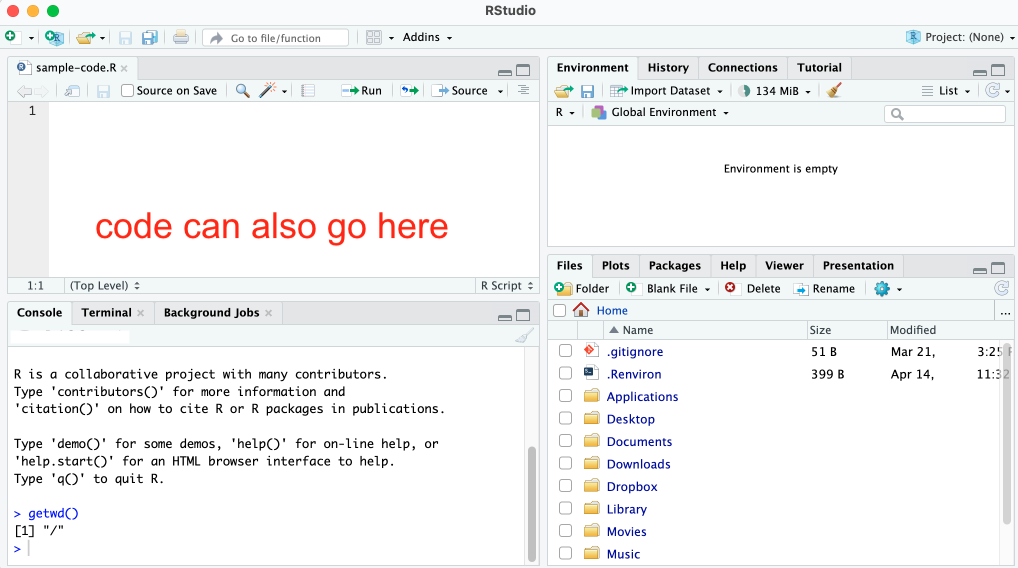 RStudio
Go to file/function
Addins
Project: (None)
sample-code.R
Source on Save
Run
Source
1
code can also go here
1:1
(Top Level)
R Script
Console
Terminal
Background Jobs
R is a collaborative project with many contributors.
Type 'contributors()' for more information and
'citation()' on how to cite R or R packages in publications.
Type 'demo()' for some demos, 'help()' for on-line help, or
'help.start()' for an HTML browser interface to help.
Type 'q()' to quit R.
> getwd()
[1] "/"
>
Environment History Connections Tutorial
Import Dataset
134 MiB
List
R
Global Environment
Environment is empty
Files Plots Packages Help Viewer Presentation
Folder Blank File Delete Rename
Home
...
Name Size Modified
.gitignore 51 B Mar 21, 3:25
.Renviron 399 B Apr 14, 11:32
Applications
Desktop
Documents
Downloads
Dropbox
Library
Movies
Music